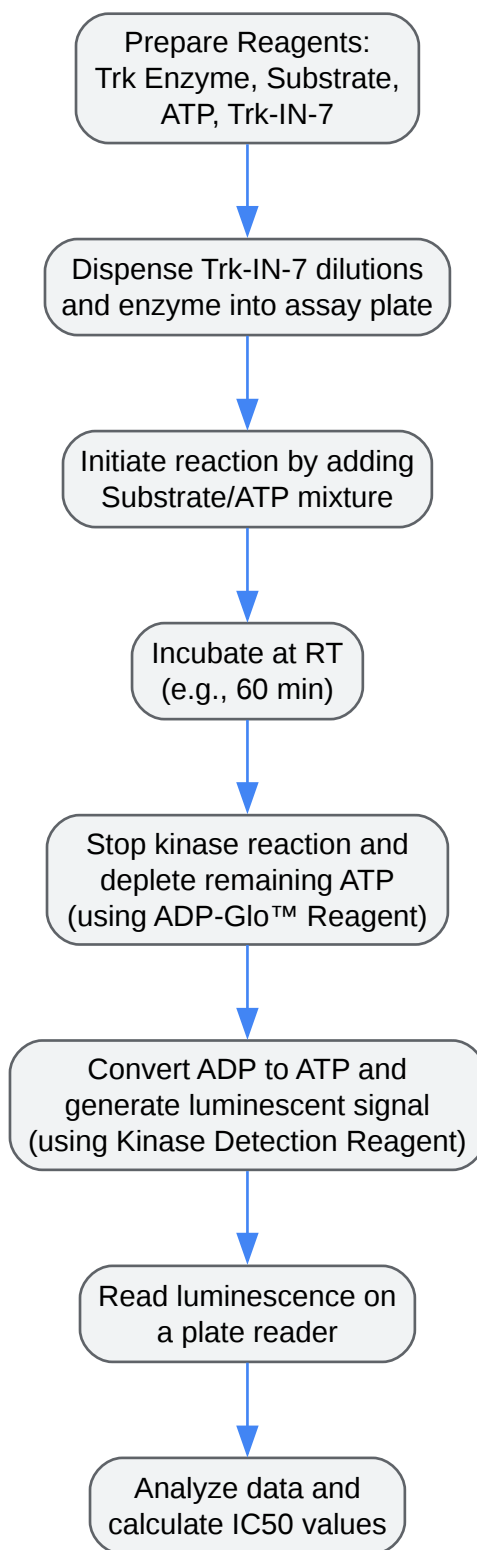 Prepare Reagents:
Trk Enzyme, Substrate,
ATP, Trk-IN-7
Dispense Trk-IN-7 dilutions
and enzyme into assay plate
Initiate reaction by adding
Substrate/ATP mixture
Incubate at RT
(e.g., 60 min)
Stop kinase reaction and
deplete remaining ATP
(using ADP-Glo™ Reagent)
Convert ADP to ATP and
generate luminescent signal
(using Kinase Detection Reagent)
Read luminescence on
a plate reader
Analyze data and
calculate IC50 values